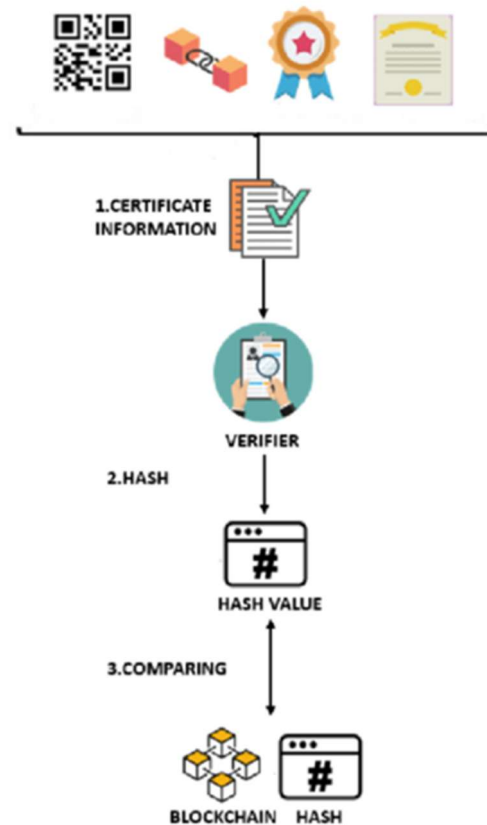 1.CERTIFICATE
INFORMATION
VERIFIER
2.HASH
#
HASH VALUE
3.COMPARING
#
BLOCKCHAIN HASH